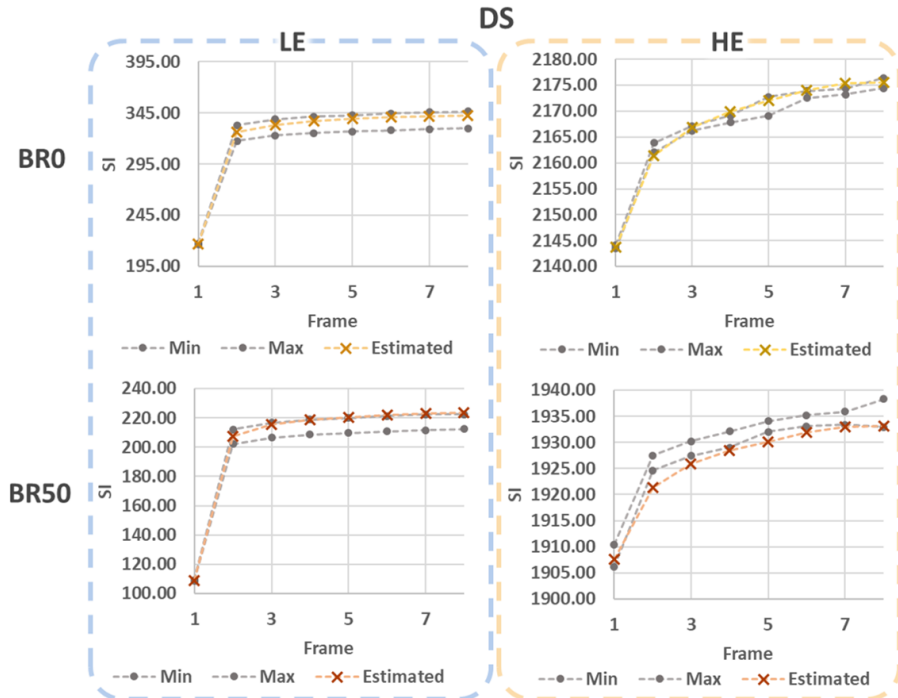 DS
LE
HE
BR0
395.00
345.00
295.00
245.00
195.00
SI
1 3 5 7
Frame
Min Max Estimated
2180.00
2175.00
2170.00
2165.00
2160.00
2155.00
2150.00
2145.00
2140.00
SI
1 3 5 7
Frame
Min Max Estimated
BR50
240.00
220.00
200.00
180.00
160.00
140.00
120.00
100.00
SI
1 3 5 7
Frame
Min Max Estimated
1940.00
1935.00
1930.00
1925.00
1920.00
1915.00
1910.00
1905.00
1900.00
SI
1 3 5 7
Frame
Min Max Estimated